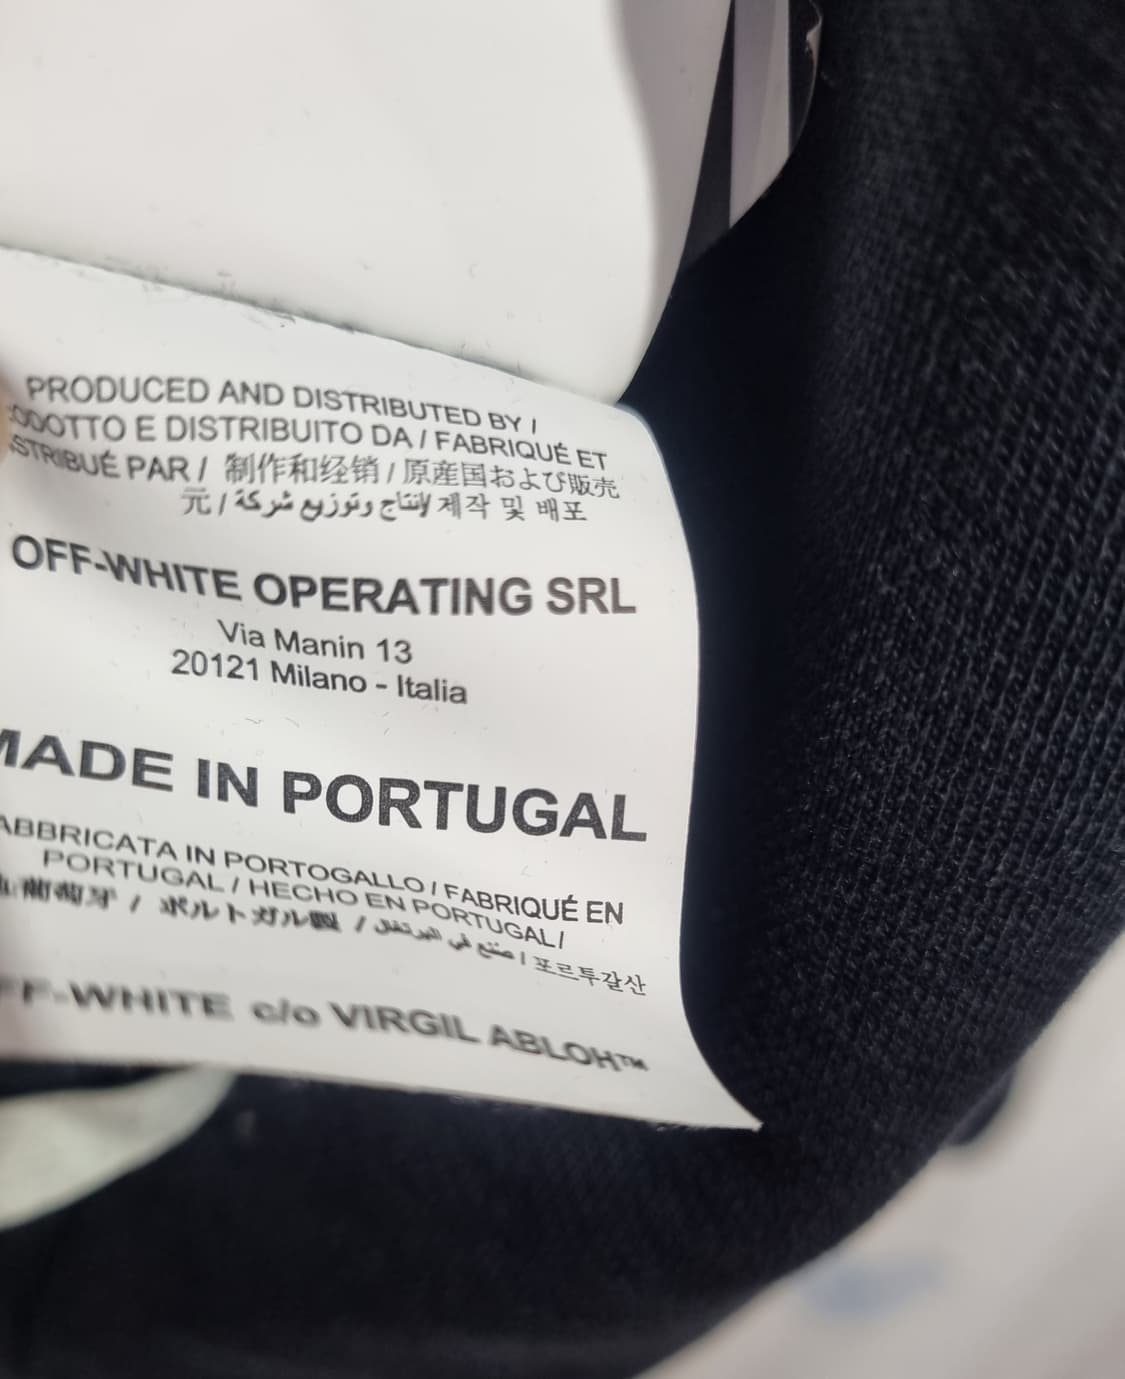 PRODUCED AND DISTRIBUTED BY /
ODOTTO E DISTRIBUITO DA / FABRIQUÉ ET
STRIBUÉ PAR / 制作和经销 / 原産国および販売
元 / لإنتاج وتوزيع شركة 제작 및 배포
OFF-WHITE OPERATING SRL
Via Manin 13
20121 Milano - Italia
MADE IN PORTUGAL
ABBRICATA IN PORTOGALLO / FABRIQUÉ EN
PORTUGAL / HECHO EN PORTUGAL/
葡萄牙 / ポルトガル製 / صنع في البرتغال / 포르투갈산
FF-WHITE c/o VIRGIL ABLOH™